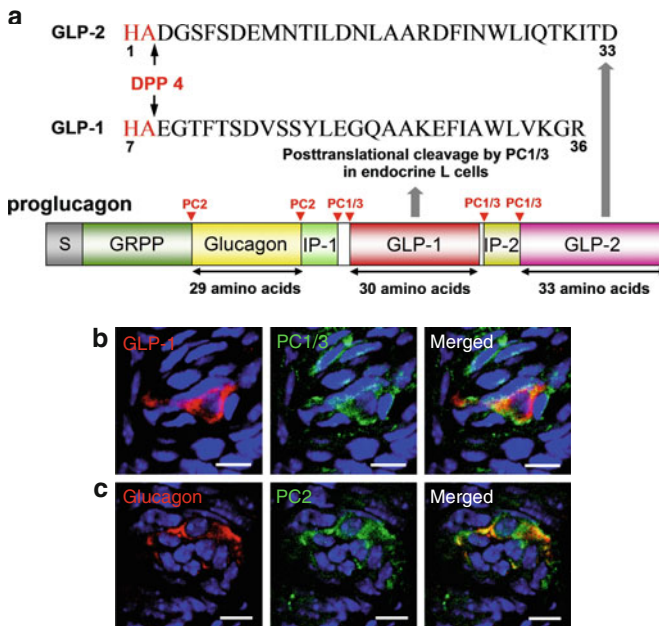 a
GLP-2 HADGSFSDEMNTILDNLAARDFINWLIQTKITD
1 33
DPP 4
GLP-1 HAEGTFTSDVSSYLEGQAAKEFIAWLVKGR
7 36
Posttranslational cleavage by PC1/3
in endocrine L cells
proglucagon
PC2 PC2 PC1/3 PC1/3 PC1/3
S GRPP Glucagon IP-1 GLP-1 IP-2 GLP-2
29 amino acids 30 amino acids 33 amino acids
b GLP-1 PC1/3 Merged
c Glucagon PC2 Merged